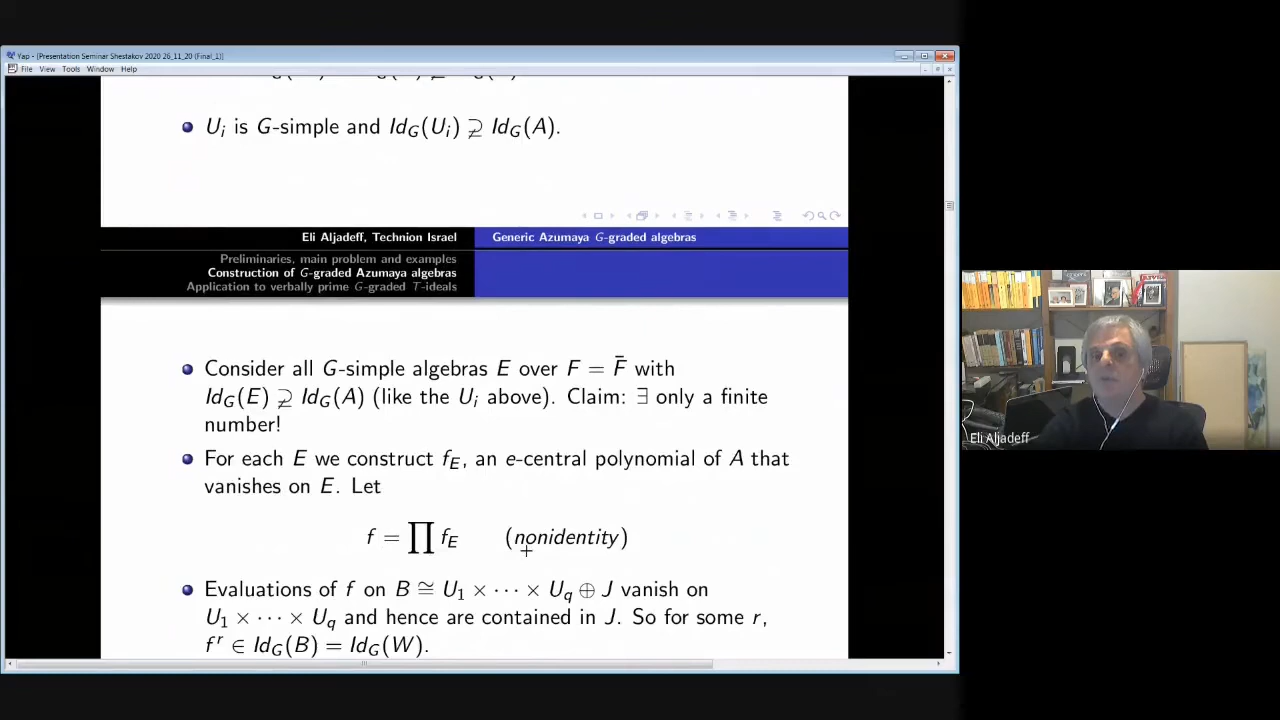 Yap - [Presentation Seminar Shestakov 2020 26_11_20 (Final_1)]
File View Tools Window Help
U_i is G-simple and Id_G(U_i) ⊋ Id_G(A).
Eli Aljadeff, Technion Israel Generic Azumaya G-graded algebras
Preliminaries, main problem and examples
Construction of G-graded Azumaya algebras
Application to verbally prime G-graded T-ideals
Consider all G-simple algebras E over F = F̄ with
Id_G(E) ⊋ Id_G(A) (like the U_i above). Claim: ∃ only a finite
number!
For each E we construct f_E, an e-central polynomial of A that
vanishes on E. Let
f = ∏ f_E (nonidentity)
Evaluations of f on B ≅ U_1 × ··· × U_q ⊕ J vanish on
U_1 × ··· × U_q and hence are contained in J. So for some r,
f^r ∈ Id_G(B) = Id_G(W).
Eli Aljadeff